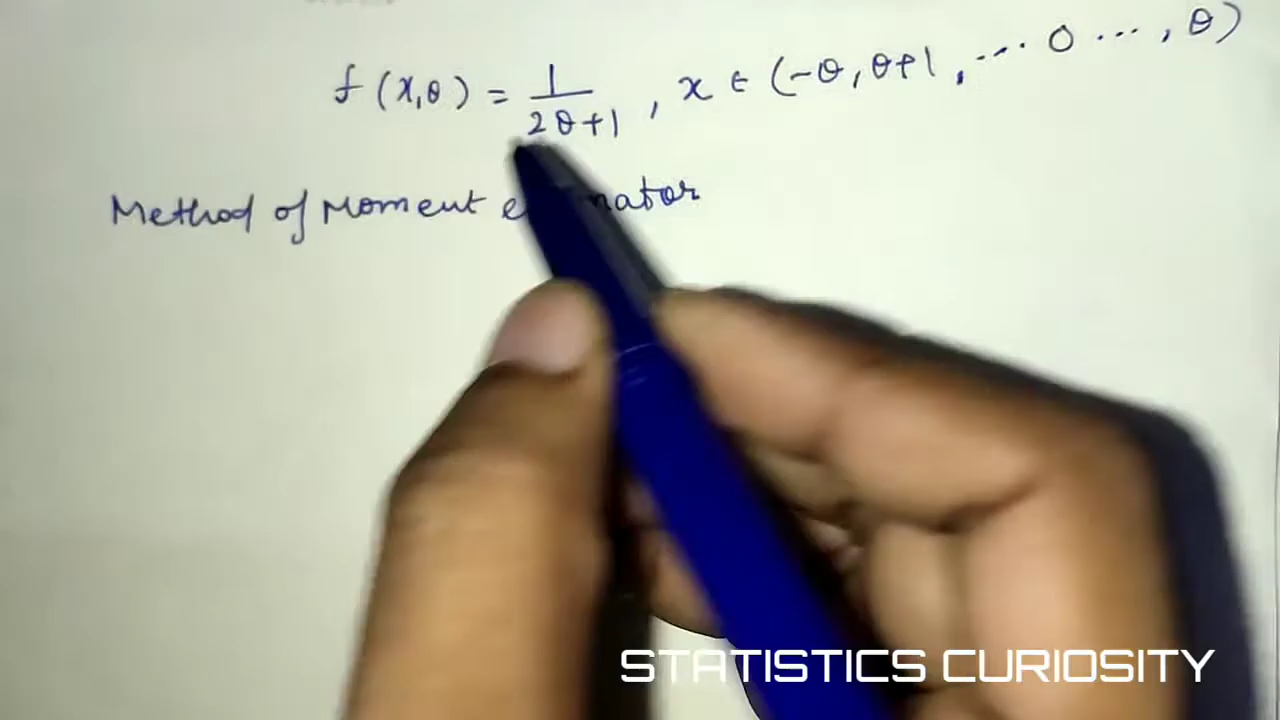 f(x,θ) = 1/2θ+1 , x ∈ (-θ, θ+1, .... 0 ..., θ)
Method of Moment
STATISTICS CURIOSITY